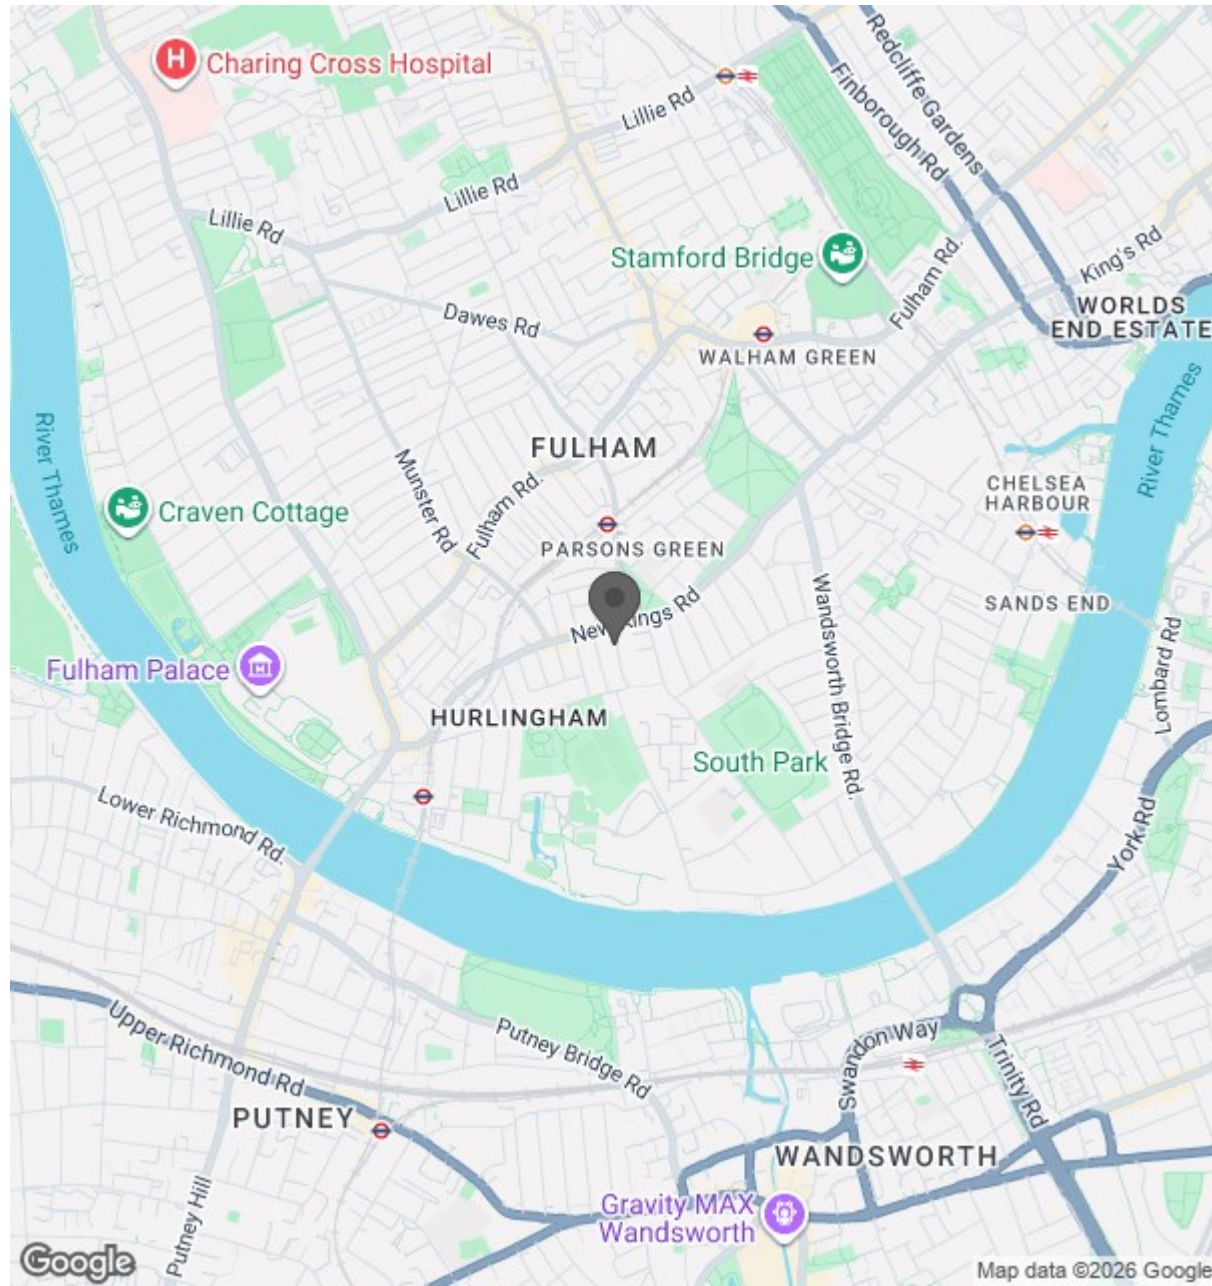 Charing Cross Hospital
Redcliffe Gardens
Finborough Rd
Lillie Rd
Lillie Rd
Lillie Rd
Stamford Bridge
King's Rd
Fulham Rd.
WORLDS
END ESTATE
Dawes Rd
WALHAM GREEN
River Thames
River Thames
FULHAM
Munster Rd
Fulham Rd.
CHELSEA
HARBOUR
Craven Cottage
PARSONS GREEN
Wandsworth Bridge Rd.
SANDS END
New Kings Rd
Lombard Rd
Fulham Palace
HURLINGHAM
South Park
Lower Richmond Rd.
York Rd
Upper Richmond Rd
Putney Bridge Rd
Swandon Way
Trinity Rd
PUTNEY
WANDSWORTH
Putney Hill
Gravity MAX
Wandsworth
Google
Map data ©2026 Google